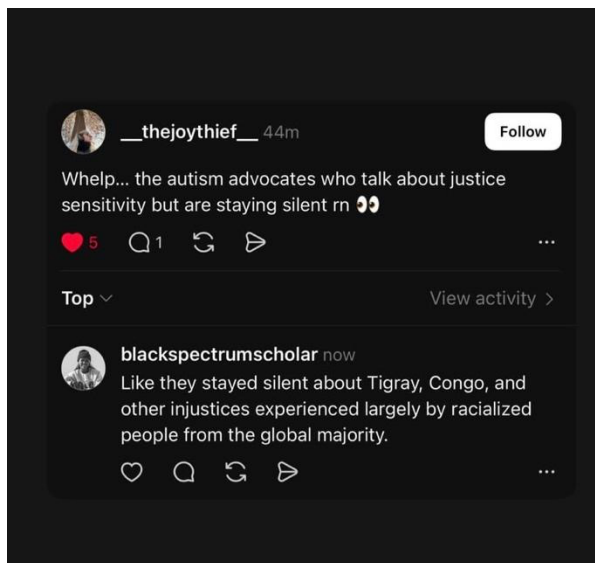 __thejoythief__ 44m
Follow
Whelp... the autism advocates who talk about justice
sensitivity but are staying silent rn 👀
5 1
Top
View activity
blackspectrumscholar now
Like they stayed silent about Tigray, Congo, and
other injustices experienced largely by racialized
people from the global majority.